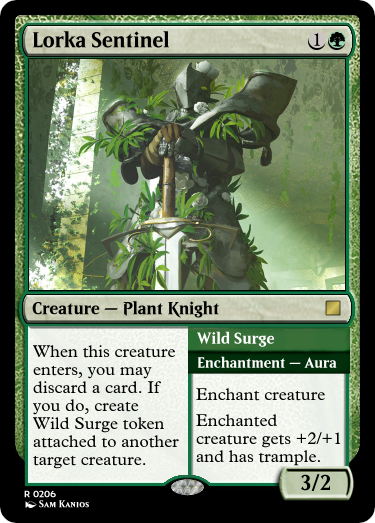 Lorka Sentinel 1
Creature — Plant Knight
When this creature
enters, you may
discard a card. If
you do, create
Wild Surge token
attached to another
target creature.
Wild Surge
Enchantment — Aura
Enchant creature
Enchanted
creature gets +2/+1
and has trample.
3/2
R 0206
Sam Kanios